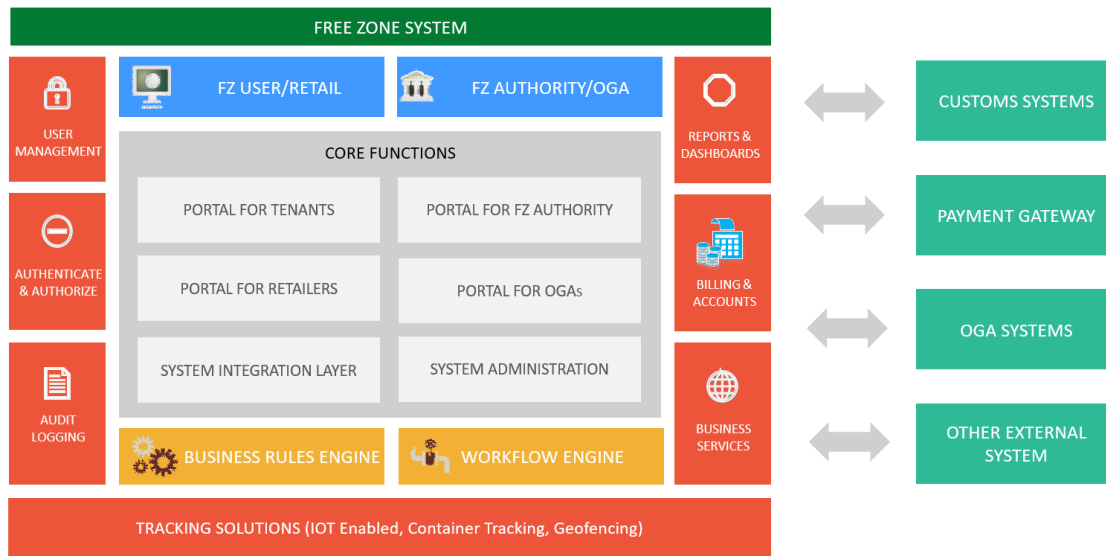 FREE ZONE SYSTEM
USER
MANAGEMENT
AUTHENTICATE
& AUTHORIZE
AUDIT
LOGGING
FZ USER/RETAIL
FZ AUTHORITY/OGA
CORE FUNCTIONS
PORTAL FOR TENANTS
PORTAL FOR FZ AUTHORITY
PORTAL FOR RETAILERS
PORTAL FOR OGAs
SYSTEM INTEGRATION LAYER
SYSTEM ADMINISTRATION
BUSINESS RULES ENGINE
WORKFLOW ENGINE
REPORTS &
DASHBOARDS
BILLING &
ACCOUNTS
BUSINESS
SERVICES
TRACKING SOLUTIONS (IOT Enabled, Container Tracking, Geofencing)
CUSTOMS SYSTEMS
PAYMENT GATEWAY
OGA SYSTEMS
OTHER EXTERNAL
SYSTEM